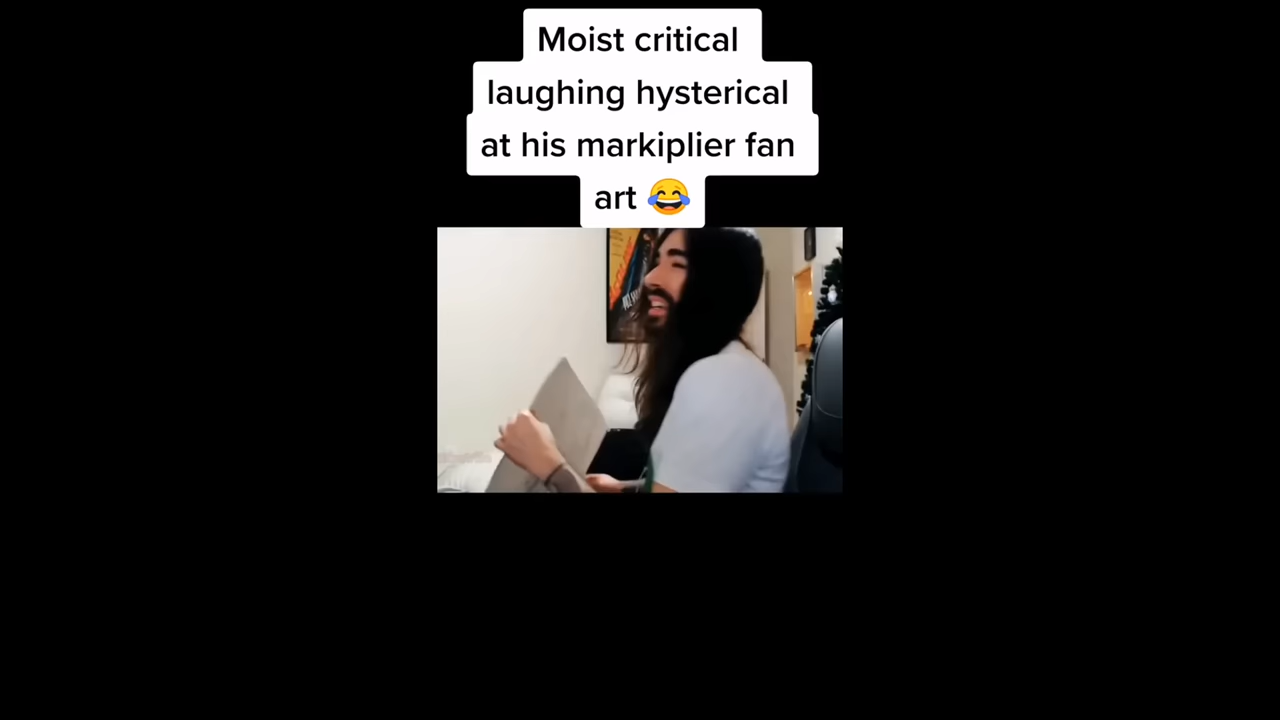 Moist critical
laughing hysterical
at his markiplier fan
art 😂